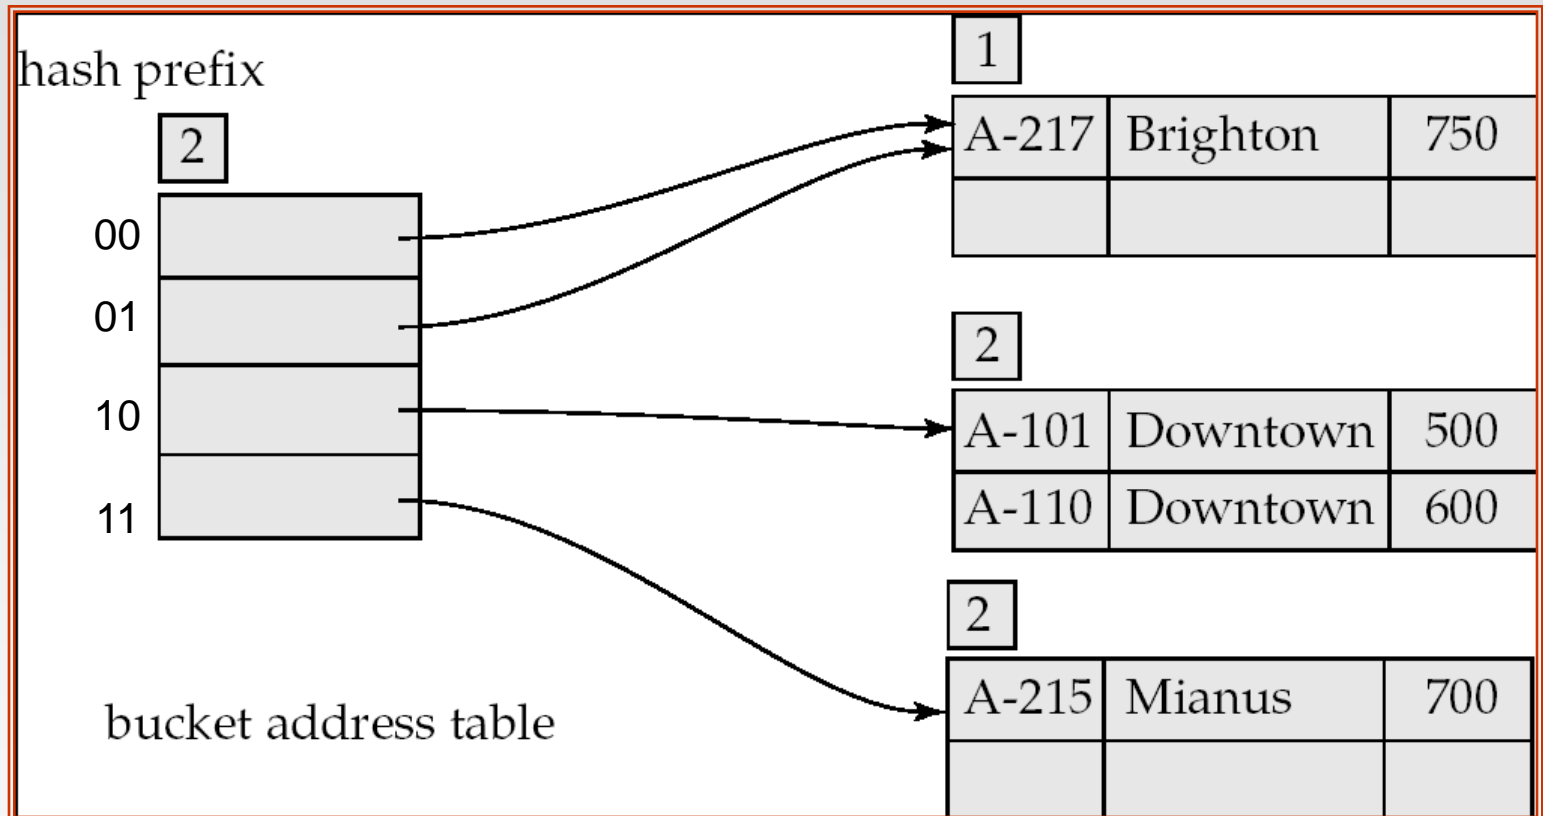 hash prefix
2
00
01
10
11
bucket address table
1
A-217 Brighton 750
2
A-101 Downtown 500
A-110 Downtown 600
2
A-215 Mianus 700